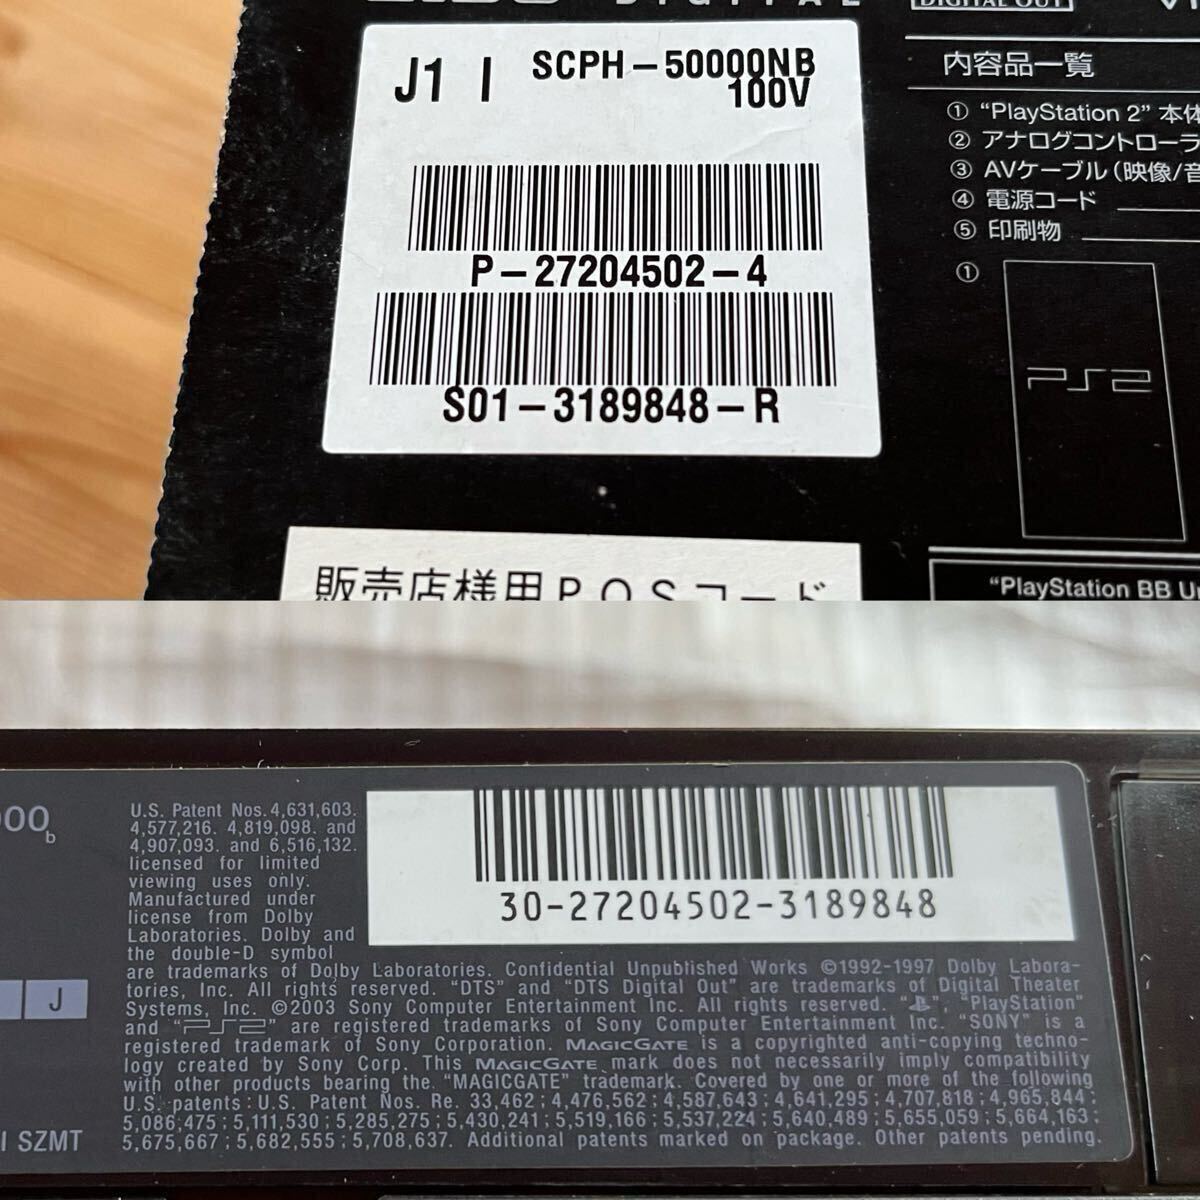 DIGITAL
DIGITAL OUT
J1 I SCPH-50000NB
100V
P-27204502-4
S01-3189848-R
販売店様用POSコード
内容品一覧
① “PlayStation 2” 本体
② アナログコントローラ
③ AVケーブル（映像/音
④ 電源コード
⑤ 印刷物
①
PS2
“PlayStation BB Un
b
J
I SZMT
U.S. Patent Nos.4,631,603.
4,577,216. 4,819,098. and
4,907,093. and 6,516,132.
licensed for limited
viewing uses only.
Manufactured under
license from Dolby
Laboratories. Dolby and
the double-D symbol
are trademarks of Dolby Laboratories. Confidential Unpublished Works ©1992-1997 Dolby Labora-
tories, Inc. All rights reserved. “DTS” and “DTS Digital Out” are trademarks of Digital Theater
Systems, Inc. ©2003 Sony Computer Entertainment Inc. All rights reserved. “ ”, “PlayStation”
and “PS2” are registered trademarks of Sony Computer Entertainment Inc. “SONY” is a
registered trademark of Sony Corporation. MAGICGATE is a copyrighted anti-copying techno-
logy created by Sony Corp. This MAGICGATE mark does not necessarily imply compatibility
with other products bearing the “MAGICGATE” trademark. Covered by one or more of the following
U.S. patents : U.S. Patent Nos. Re. 33,462 ; 4,476,562 ; 4,587,643 ; 4,641,295 ; 4,707,818 ; 4,965,844 ;
5,086,475 ; 5,111,530 ; 5,285,275 ; 5,430,241 ; 5,519,166 ; 5,537,224 ; 5,640,489 ; 5,655,059 ; 5,664,163 ;
5,675,667 ; 5,682,555 ; 5,708,637. Additional patents marked on package. Other patents pending.
30-27204502-3189848